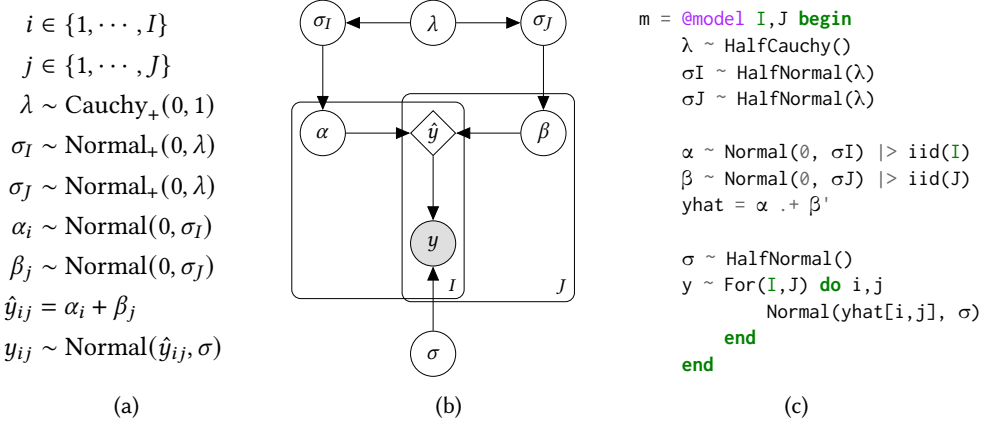 i ∈ {1, ⋯ , I}
j ∈ {1, ⋯ , J}
λ ∼ Cauchy₊(0, 1)
σ_I ∼ Normal₊(0, λ)
σ_J ∼ Normal₊(0, λ)
α_i ∼ Normal(0, σ_I)
β_j ∼ Normal(0, σ_J)
ŷ_ij = α_i + β_j
y_ij ∼ Normal(ŷ_ij, σ)
(a)
σ_I λ σ_J
α ŷ β
y
I J
σ
(b)
m = @model I,J begin
λ ~ HalfCauchy()
σI ~ HalfNormal(λ)
σJ ~ HalfNormal(λ)
α ~ Normal(0, σI) |> iid(I)
β ~ Normal(0, σJ) |> iid(J)
yhat = α .+ β'
σ ~ HalfNormal()
y ~ For(I,J) do i,j
Normal(yhat[i,j], σ)
end
end
(c)